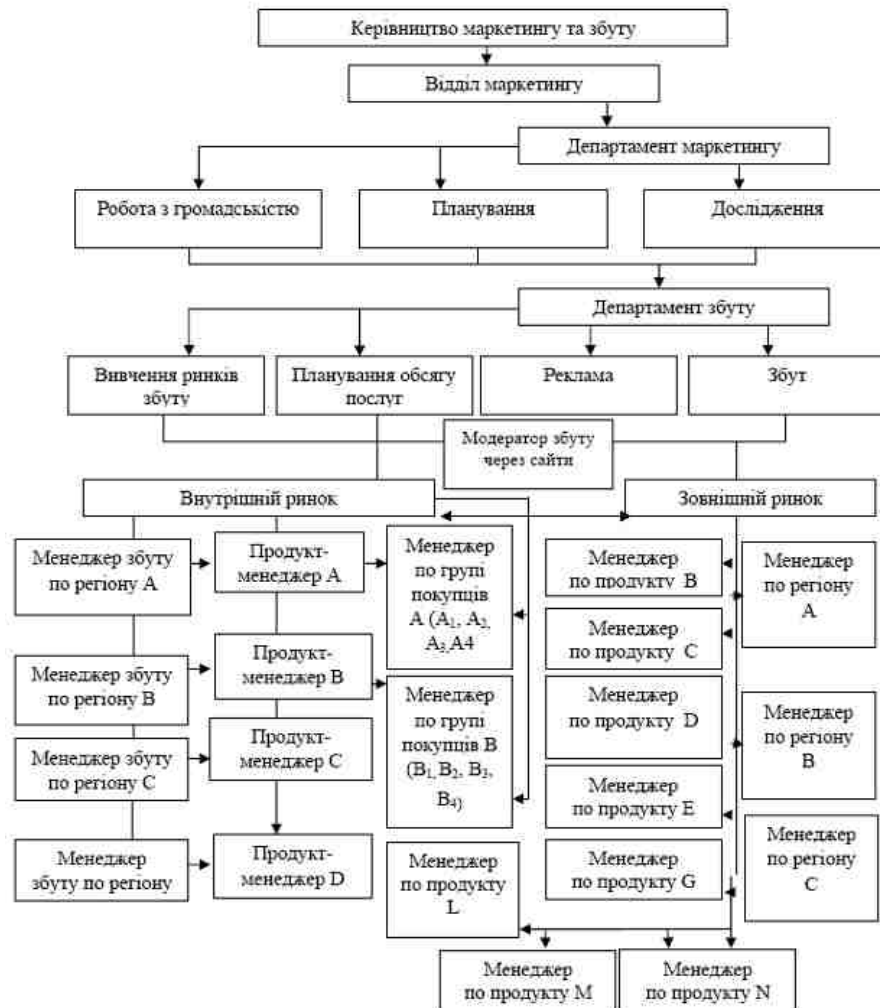 Керівництво маркетингу та збуту
Відділ маркетингу
Департамент маркетингу
Робота з громадськістю
Планування
Дослідження
Департамент збуту
Вивчення ринків
збуту
Планування обсягу
послуг
Реклама
Збут
Модератор збуту
через сайти
Внутрішній ринок
Зовнішній ринок
Менеджер збуту
по регіону А
Продукт-
менеджер А
Менеджер
по групі
покупців
А (А₁, А₂,
А₃,А4
Менеджер
по продукту В
Менеджер
по регіону
А
Менеджер
по продукту С
Менеджер збуту
по регіону В
Продукт-
менеджер В
Менеджер
по групі
покупців В
(В₁, В₂, В₃,
В₄)
Менеджер
по продукту D
Менеджер
по регіону
В
Менеджер збуту
по регіону С
Продукт-
менеджер С
Менеджер
по продукту Е
Менеджер
збуту по регіону
Продукт-
менеджер D
Менеджер
по продукту
L
Менеджер
по продукту G
Менеджер
по регіону
С
Менеджер
по продукту М
Менеджер
по продукту N